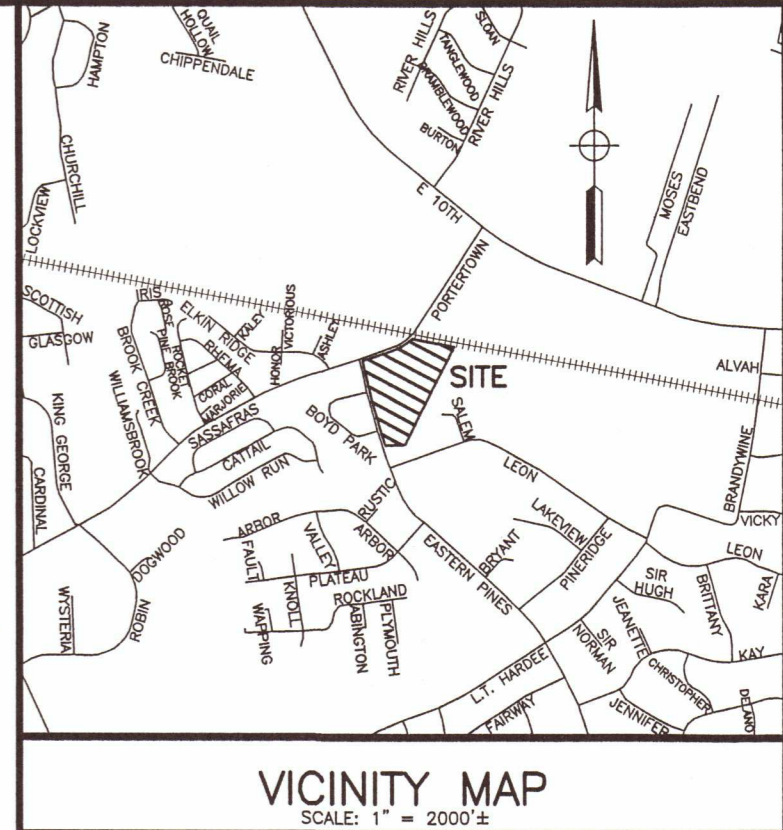 QUAIL
HOLLOW
CHIPPENDALE
HAMPTON
CHURCHILL
LOCKVIEW
SLOAN
RIVER HILLS
TANGLEWOOD
BRAMBLEWOOD
RIVER HILLS
BURTON
E 10TH
MOSES
EASTBEND
PORTERTOWN
SCOTTISH
GLASGOW
IRIS
ROSE
ROCKET
PINE BROOK
ELKIN RIDGE
RALEY
VICTORIOUS
HONOR
ASHLEY
RHEMA
CORAL
MARJORIE
BROOK CREEK
WILLIAMSBROOK
SITE
ALVAH
KING GEORGE
CARDINAL
SASSAFRAS
CATTAIL
WILLOW RUN
BOYD PARK
SALEM
LEON
BRANDYWINE
VICKY
LEON
RUSTIC
ARBOR
VALLEY
ARBOR
FAULT
PLATEAU
KNOLL
ROCKLAND
WAPPING
ABINGTON
PLYMOUTH
DOGWOOD
ROBIN
WYSTERIA
EASTERN PINES
BRYANT
LAKEVIEW
PINERIDGE
SIR
HUGH
BRITTANY
KARA
JEANETTE
SIR
NORMAN
KAY
CHRISTOPHER
L.T. HARDEE
FAIRWAY
JENNIFER
DELANO
VICINITY MAP
SCALE: 1" = 2000'±